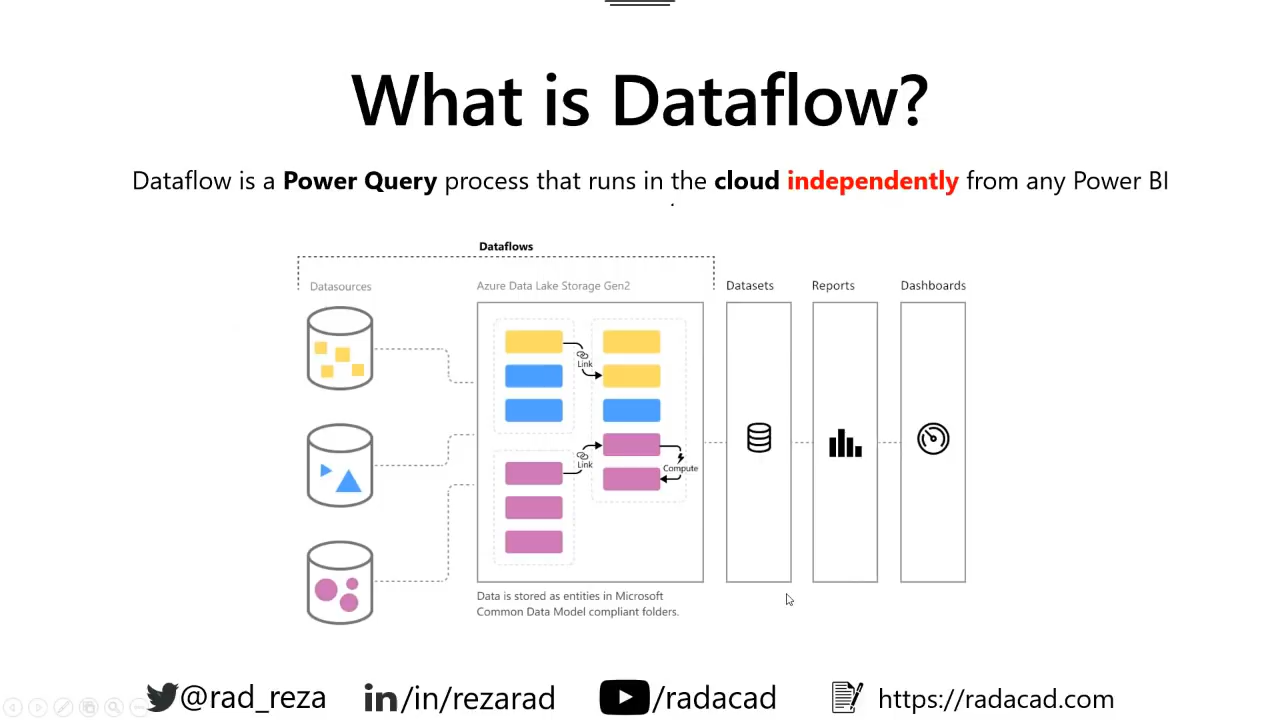 What is Dataflow?
Dataflow is a Power Query process that runs in the cloud independently from any Power BI
Dataflows
Datasources
Azure Data Lake Storage Gen2
Datasets
Reports
Dashboards
Link
Link
Compute
Data is stored as entities in Microsoft
Common Data Model compliant folders.
@rad_reza
in/in/rezarad
/radacad
https://radacad.com